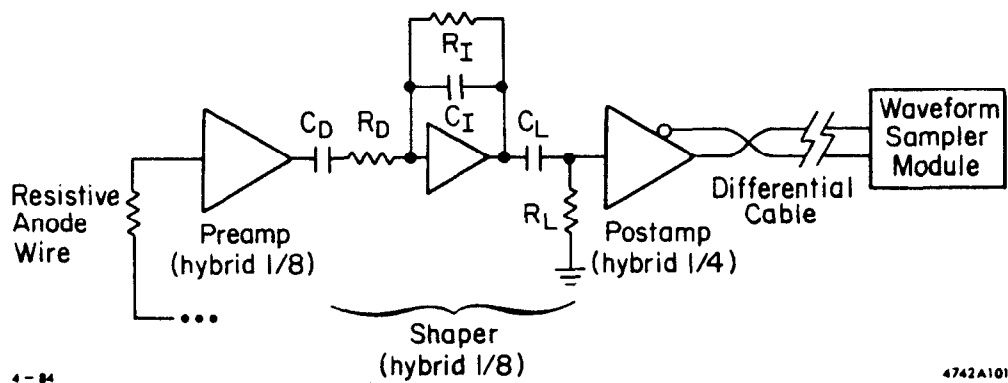 R_I
C_I
C_D
R_D
C_L
R_L
Resistive
Anode
Wire
Preamp
(hybrid 1/8)
Shaper
(hybrid 1/8)
Postamp
(hybrid 1/4)
Differential
Cable
Waveform
Sampler
Module
4-84
4742A101